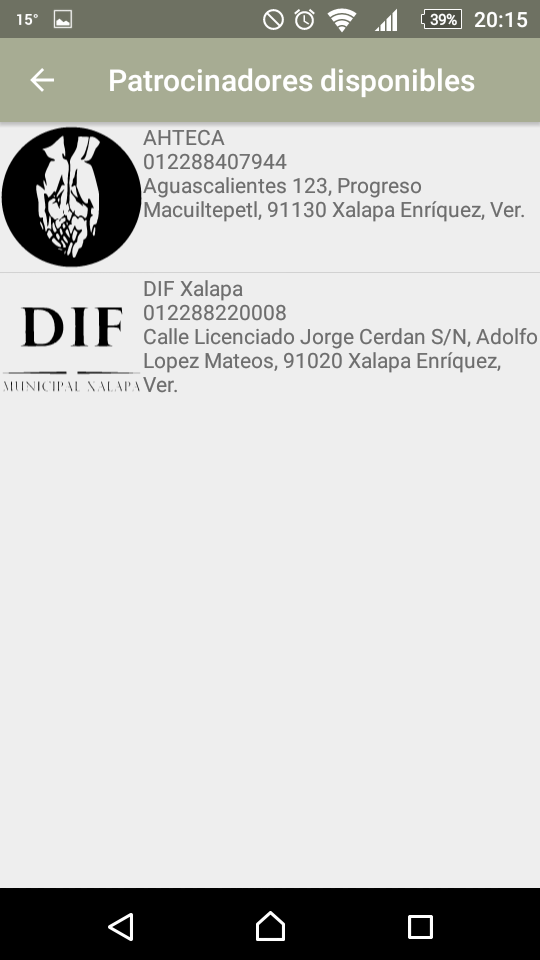 15°
39%
20:15
Patrocinadores disponibles
AHTECA
012288407944
Aguascalientes 123, Progreso
Macuiltepetl, 91130 Xalapa Enríquez, Ver.
DIF
MUNICIPAL XALAPA
DIF Xalapa
012288220008
Calle Licenciado Jorge Cerdan S/N, Adolfo
Lopez Mateos, 91020 Xalapa Enríquez,
Ver.